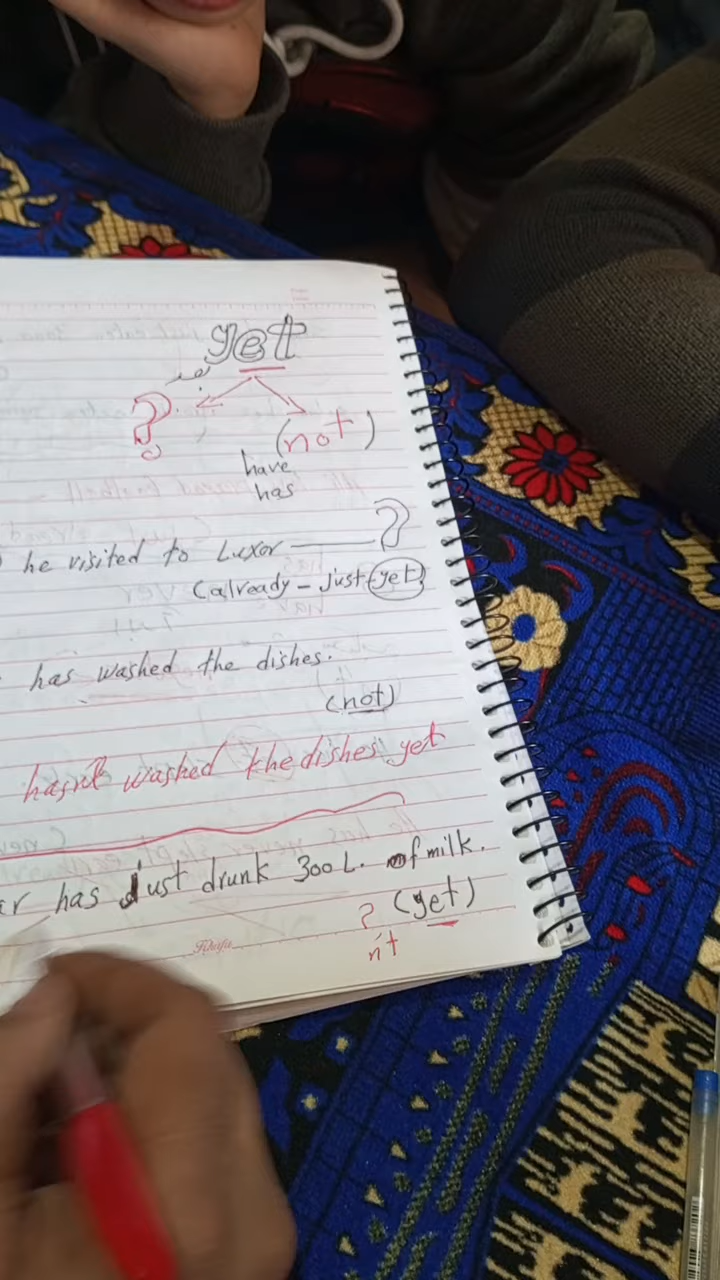 yet
?
(not)
have
has
he visited to Luxor ?
(already - just - yet)
has washed the dishes.
(not)
hasn't washed the dishes yet
has Just drunk 300 L. of milk.
? (yet)
n't